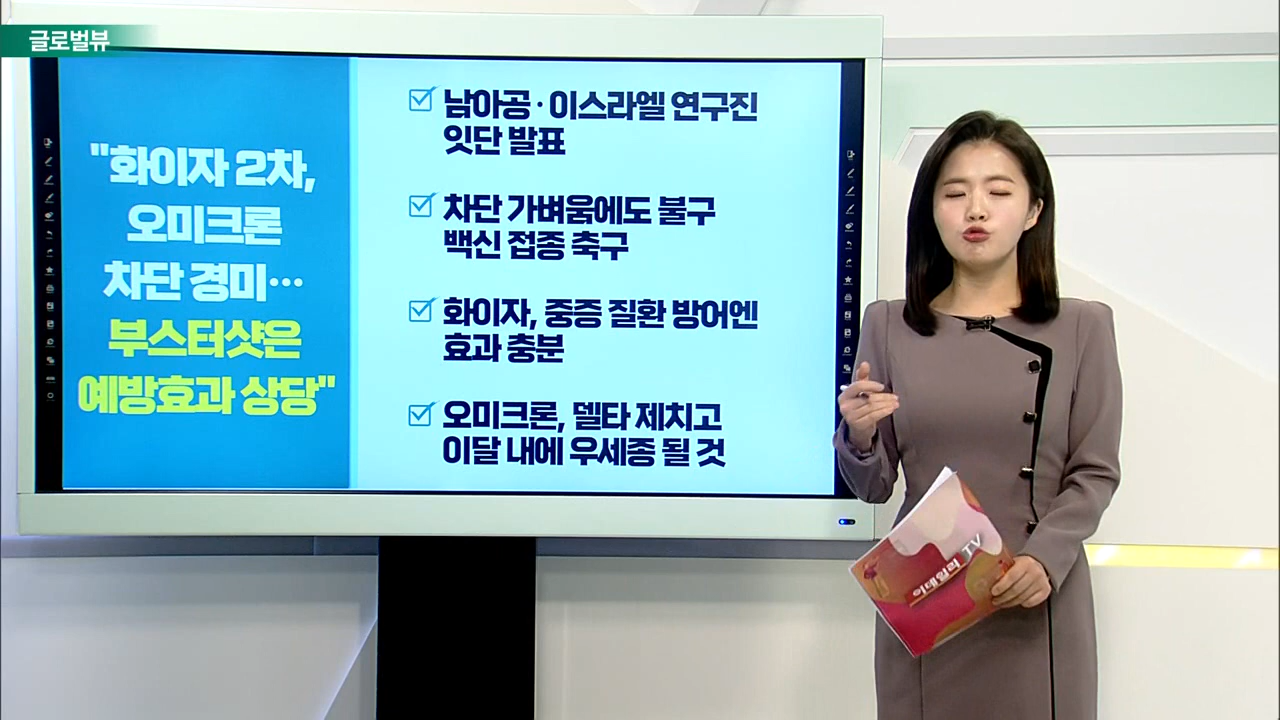 글로벌뷰
"화이자 2차,
오미크론
차단 경미…
부스터샷은
예방효과 상당"
남아공·이스라엘 연구진
잇단 발표
차단 가벼움에도 불구
백신 접종 축구
화이자, 중증 질환 방어엔
효과 충분
오미크론, 델타 제치고
이달 내에 우세종 될 것
이데일리 TV